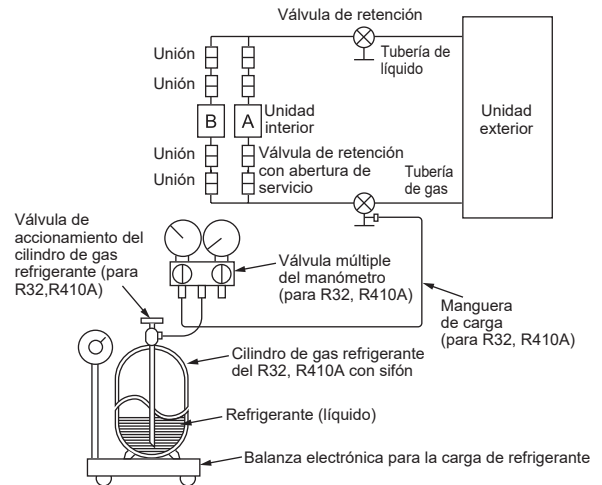 Válvula de retención
Unión
Tubería de
líquido
Unión
B
A
Unidad
interior
Unidad
exterior
Unión
Unión
Válvula de retención
con abertura de
servicio
Tubería
de gas
Válvula de
accionamiento del
cilindro de gas
refrigerante (para
R32,R410A)
Válvula múltiple
del manómetro
(para R32, R410A)
Manguera
de carga
(para R32, R410A)
Cilindro de gas refrigerante
del R32, R410A con sifón
Refrigerante (líquido)
Balanza electrónica para la carga de refrigerante